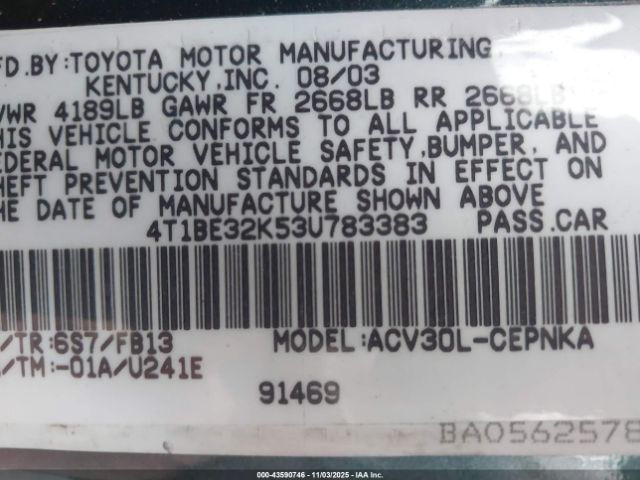 FD.BY:TOYOTA MOTOR MANUFACTURING,
KENTUCKY,INC. 08/03
VWR 4189LB GAWR FR 2668LB RR 2668LB
HIS VEHICLE CONFORMS TO ALL APPLICABLE
EDERAL MOTOR VEHICLE SAFETY,BUMPER, AND
HEFT PREVENTION STANDARDS IN EFFECT ON
HE DATE OF MANUFACTURE SHOWN ABOVE
4T1BE32K53U783383 PASS.CAR
/TR:6S7/FB13 MODEL:ACV30L-CEPNKA
/TM:-01A/U241E
91469
BA0562578
00-43590746 - 11/03/2025 - IAA Inc.